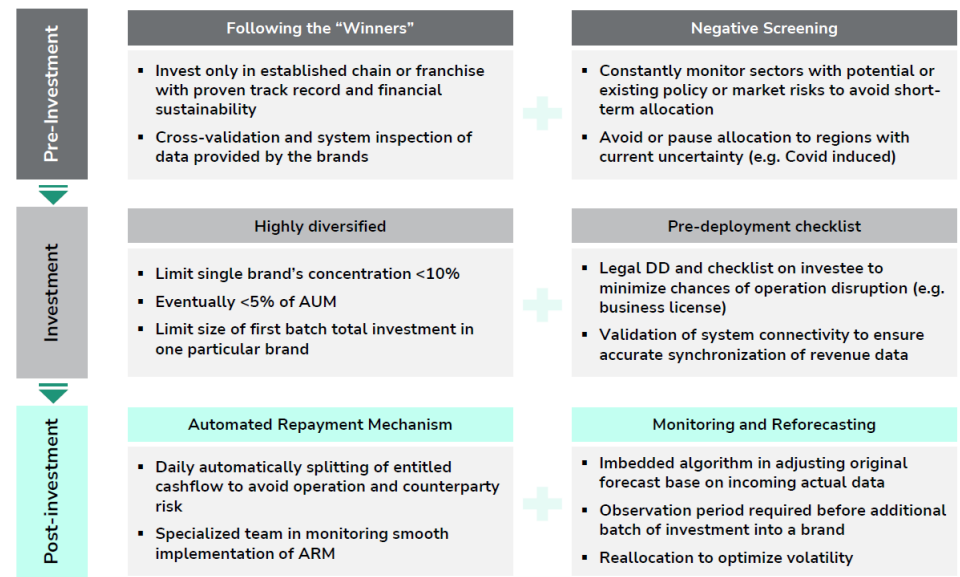 Pre-Investment
Following the “Winners”
▪ Invest only in established chain or franchise
with proven track record and financial
sustainability
▪ Cross-validation and system inspection of
data provided by the brands
Negative Screening
▪ Constantly monitor sectors with potential or
existing policy or market risks to avoid short-
term allocation
▪ Avoid or pause allocation to regions with
current uncertainty (e.g. Covid induced)
Investment
Highly diversified
▪ Limit single brand’s concentration <10%
▪ Eventually <5% of AUM
▪ Limit size of first batch total investment in
one particular brand
Pre-deployment checklist
▪ Legal DD and checklist on investee to
minimize chances of operation disruption (e.g.
business license)
▪ Validation of system connectivity to ensure
accurate synchronization of revenue data
Post-investment
Automated Repayment Mechanism
▪ Daily automatically splitting of entitled
cashflow to avoid operation and counterparty
risk
▪ Specialized team in monitoring smooth
implementation of ARM
Monitoring and Reforecasting
▪ Imbedded algorithm in adjusting original
forecast base on incoming actual data
▪ Observation period required before additional
batch of investment into a brand
▪ Reallocation to optimize volatility